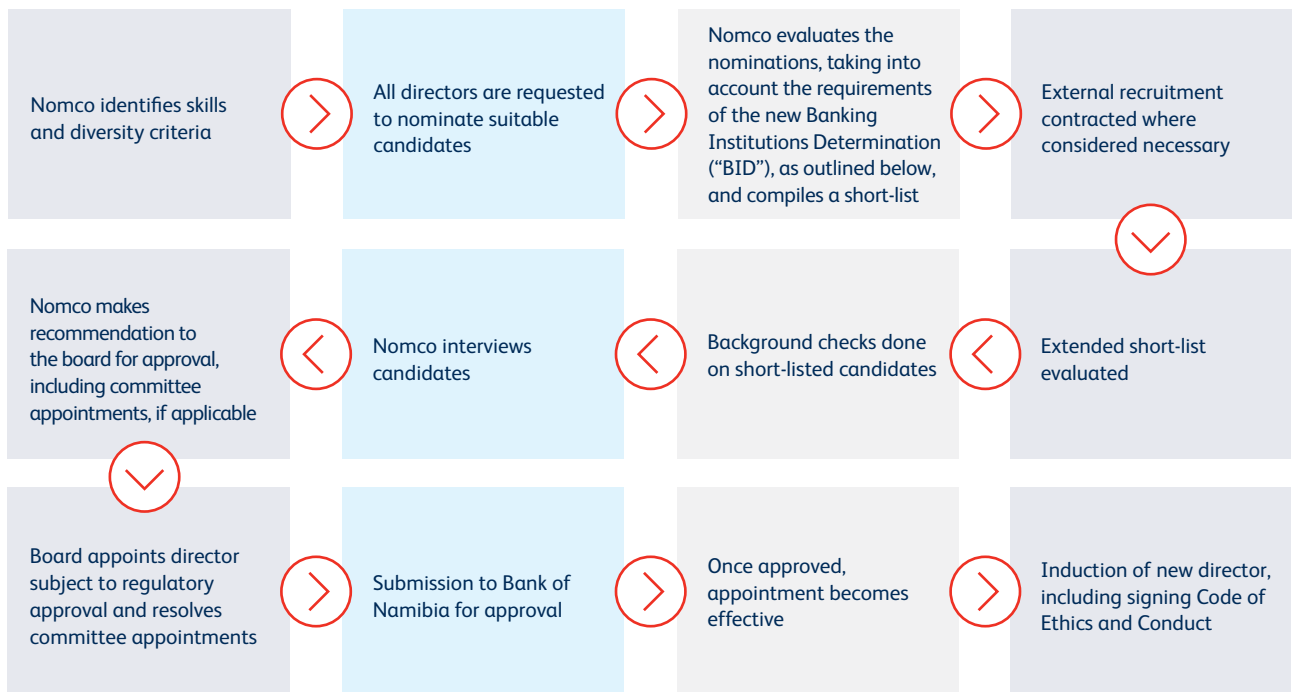 Nomco identifies skills
and diversity criteria
All directors are requested
to nominate suitable
candidates
Nomco evaluates the
nominations, taking into
account the requirements
of the new Banking
Institutions Determination
(“BID”), as outlined below,
and compiles a short-list
External recruitment
contracted where
considered necessary
Extended short-list
evaluated
Background checks done
on short-listed candidates
Nomco interviews
candidates
Nomco makes
recommendation to
the board for approval,
including committee
appointments, if applicable
Board appoints director
subject to regulatory
approval and resolves
committee appointments
Submission to Bank of
Namibia for approval
Once approved,
appointment becomes
effective
Induction of new director,
including signing Code of
Ethics and Conduct